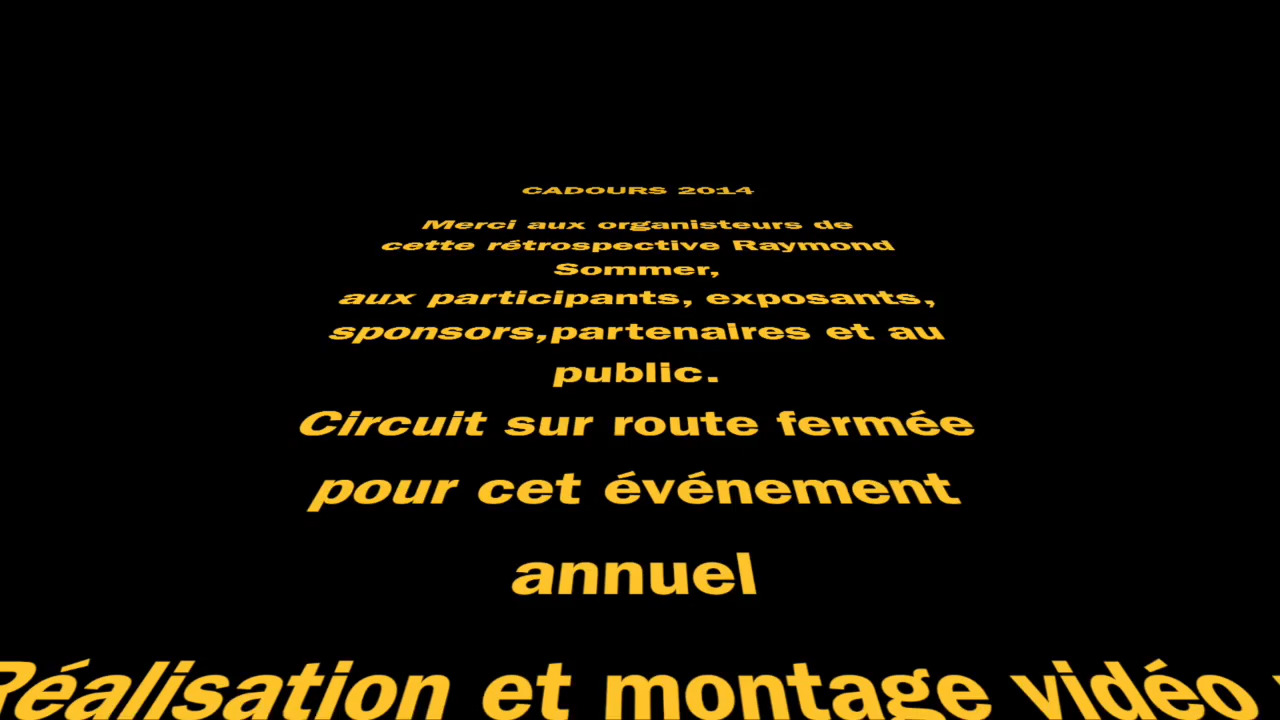 CADOURS 2014
Merci aux organisteurs de
cette rétrospective Raymond
Sommer,
aux participants, exposants,
sponsors,partenaires et au
public.
Circuit sur route fermée
pour cet événement
annuel
Réalisation et montage vidéo